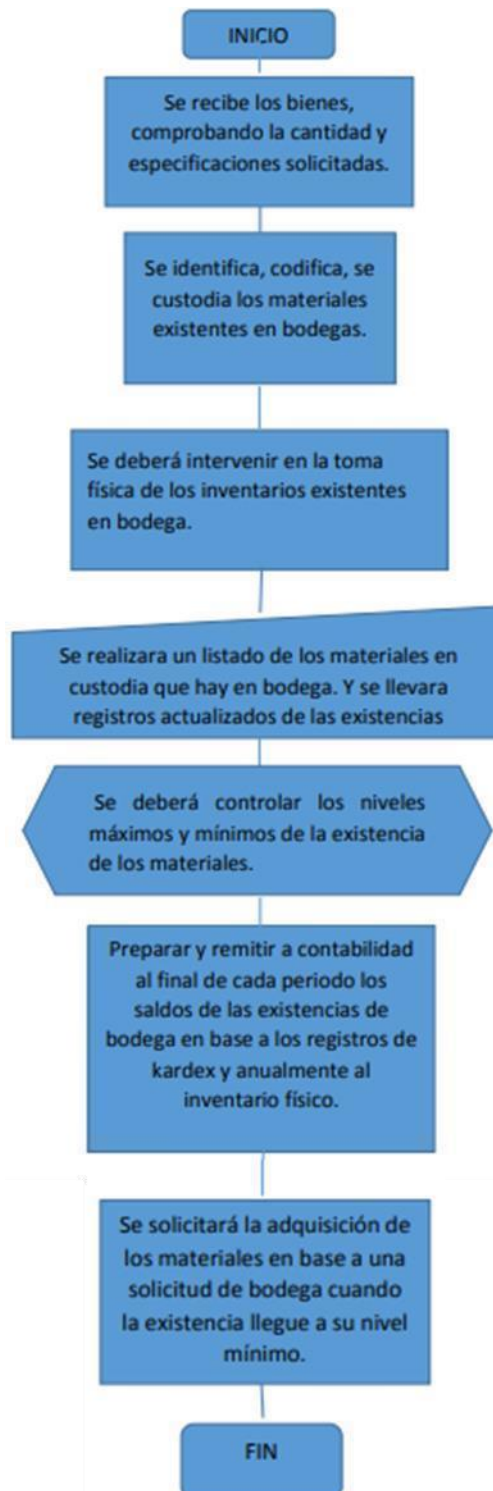 INICIO
Se recibe los bienes,
comprobando la cantidad y
especificaciones solicitadas.
Se identifica, codifica, se
custodia los materiales
existentes en bodegas.
Se deberá intervenir en la toma
física de los inventarios existentes
en bodega.
Se realizara un listado de los materiales en
custodia que hay en bodega. Y se llevara
registros actualizados de las existencias
Se deberá controlar los niveles
máximos y mínimos de la existencia
de los materiales.
Preparar y remitir a contabilidad
al final de cada periodo los
saldos de las existencias de
bodega en base a los registros de
kardex y anualmente al
inventario físico.
Se solicitará la adquisición de
los materiales en base a una
solicitud de bodega cuando
la existencia llegue a su nivel
mínimo.
FIN